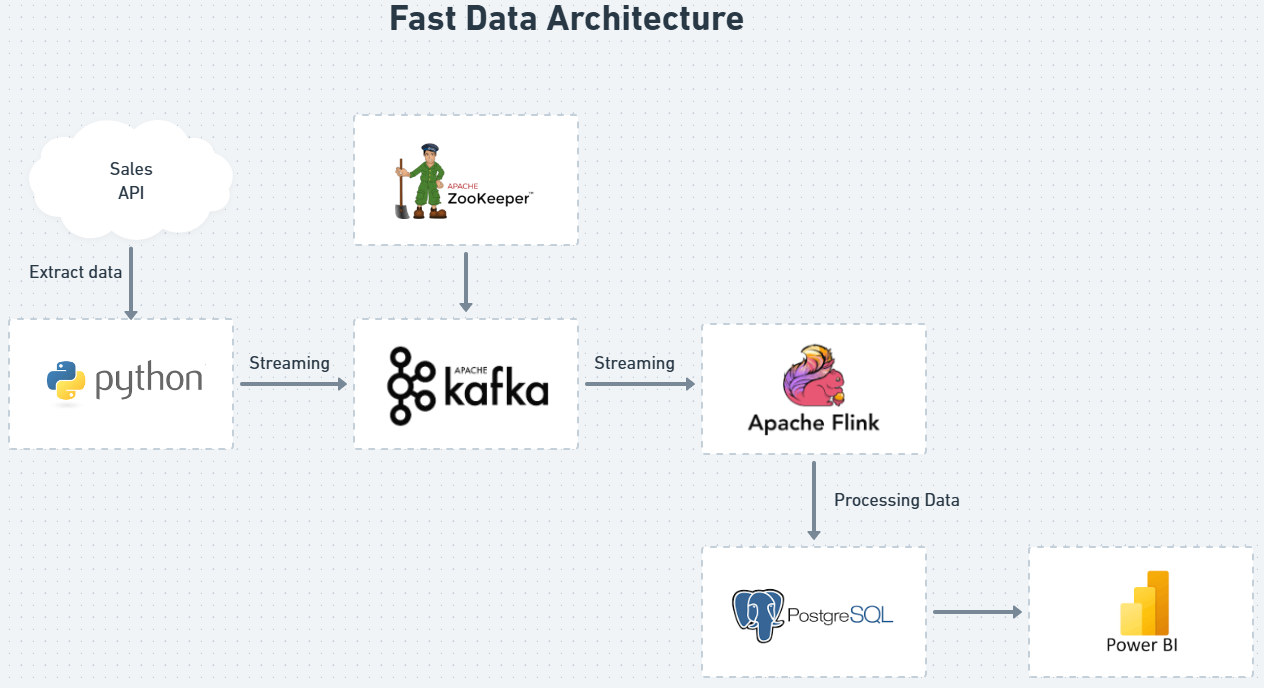 Fast Data Architecture
Sales
API
APACHE
ZooKeeper™
Extract data
python
Streaming
APACHE
kafka
Streaming
Apache Flink
Processing Data
PostgreSQL
Power BI